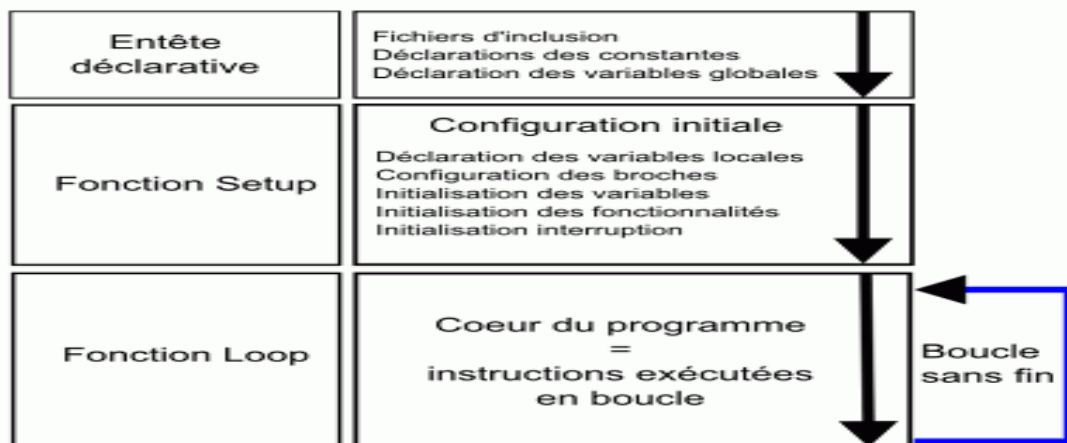 Entête
déclarative
Fichiers d'inclusion
Déclarations des constantes
Déclaration des variables globales
Fonction Setup
Configuration initiale
Déclaration des variables locales
Configuration des broches
Initialisation des variables
Initialisation des fonctionnalités
Initialisation interruption
Fonction Loop
Coeur du programme
=
instructions exécutées
en boucle
Boucle
sans fin